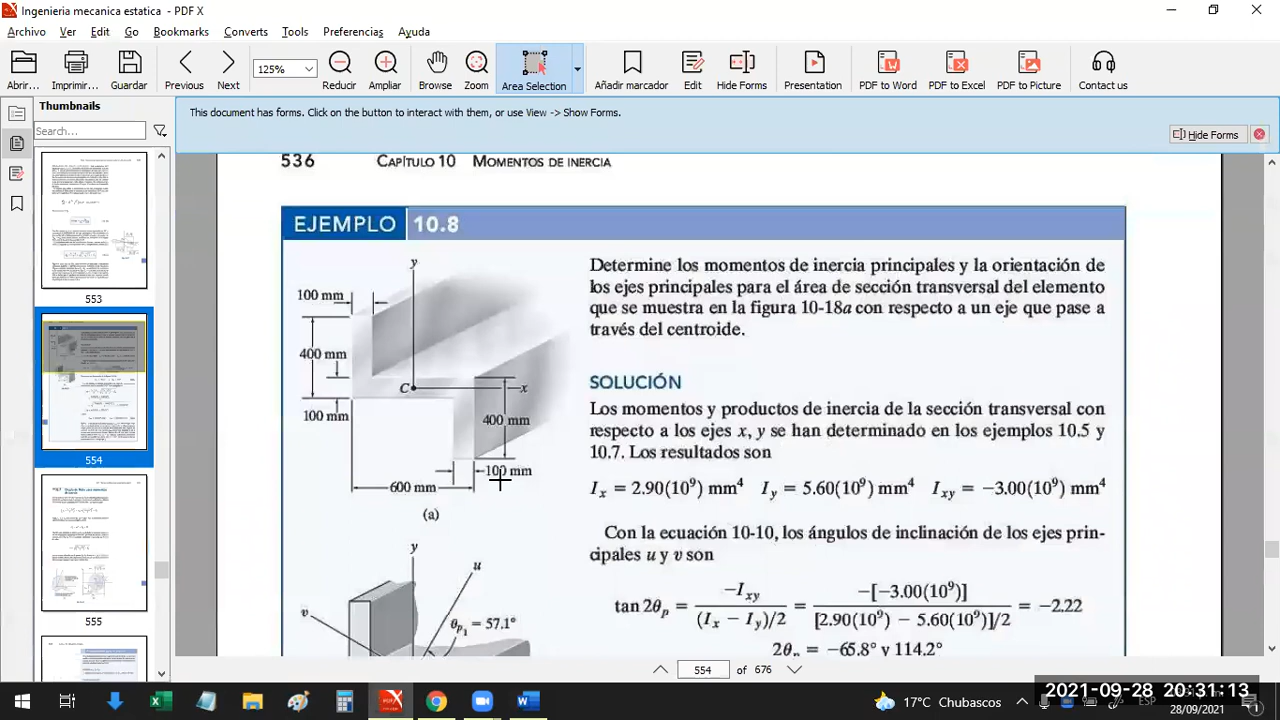 Ingenieria mecanica estatica - PDF X
Archivo Ver Edit Go Bookmarks Converts Tools Preferencias Ayuda
Abrir... Imprimir... Guardar Previous Next 125% Reducir Ampliar Browse Zoom Area Selection Añadir marcador Edit Hide Forms Presentation PDF to Word PDF to Excel PDF to Picture Contact us
Thumbnails
Search...
553
554
555
This document has forms. Click on the button to interact with them, or use View -> Show Forms.
Hide Forms
536 CAPÍTULO 10 MOMENTOS DE INERCIA
EJEMPLO 10.8
y
100 mm
400 mm
C
x
100 mm
400 mm
100 mm
600 mm
(a)
y
u
v
θp1 = 57.1°
Determine los momentos de inercia principales y la orientación de
los ejes principales para el área de sección transversal del elemento
que se muestra en la figura 10-18a con respecto a un eje que pase a
través del centroide.
SOLUCIÓN
Los momentos y productos de inercia de la sección transversal con
respecto a los ejes x, y se han determinado en los ejemplos 10.5 y
10.7. Los resultados son
Ix = 2.90(10⁹) mm⁴ Iy = 5.60(10⁹) mm⁴ Ixy = −3.00(10⁹) mm⁴
Con la ecuación 10-10, los ángulos de inclinación de los ejes prin-
cipales u y v son
tan 2θp = −Ixy / (Ix − Iy)/2 = −[−3.00(10⁹)] / [2.90(10⁹) − 5.60(10⁹)]/2 = −2.22
2θp = −65.8° y 114.2°
554 of 676
17°C Chubascos
ESP
2021-09-28 20:31:13
28/09/2021